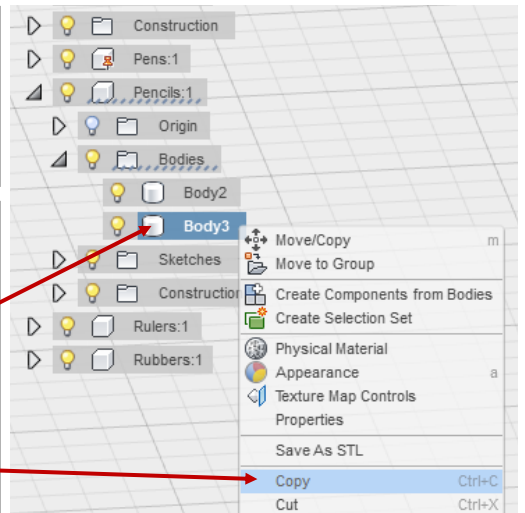 Construction
Pens:1
Pencils:1
Origin
Bodies
Body2
Body3
Sketches
Construction
Rulers:1
Rubbers:1
Move/Copy m
Move to Group
Create Components from Bodies
Create Selection Set
Physical Material
Appearance a
Texture Map Controls
Properties
Save As STL
Copy Ctrl+C
Cut Ctrl+X